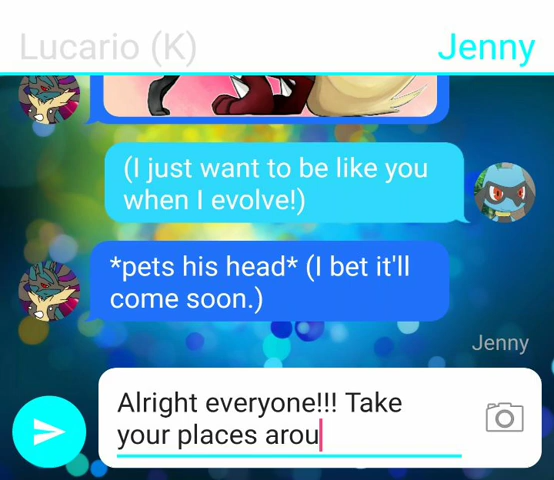 Lucario (K) Jenny
(I just want to be like you
when I evolve!)
*pets his head* (I bet it'll
come soon.)
Jenny
Alright everyone!!! Take
your places arou